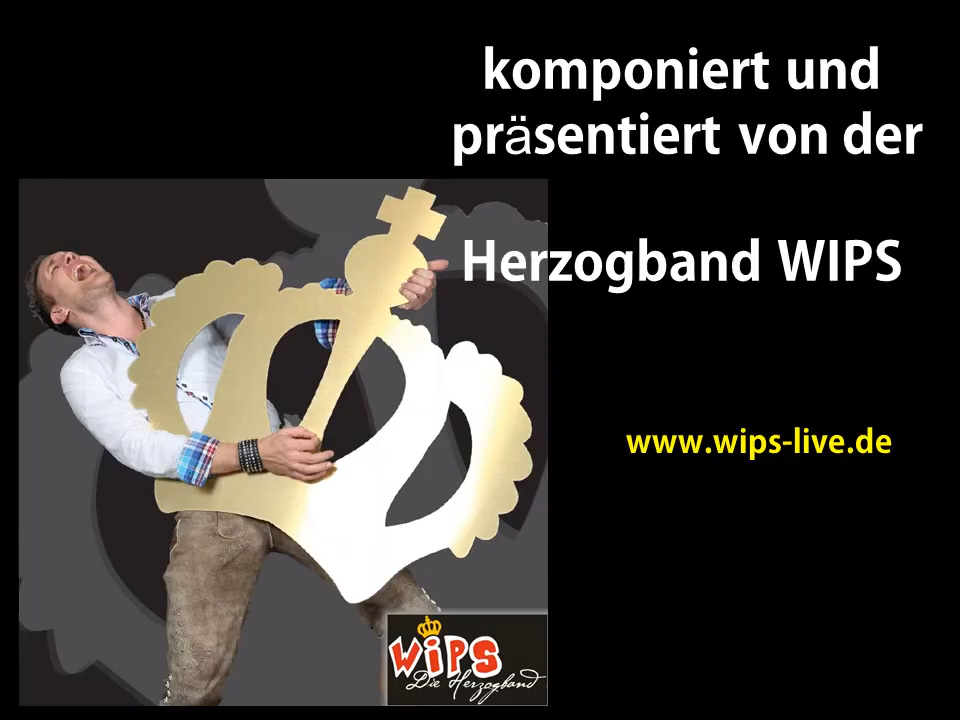 komponiert und
präsentiert von der
Herzogband WIPS
www.wips-live.de
WiPS
Die Herzogband